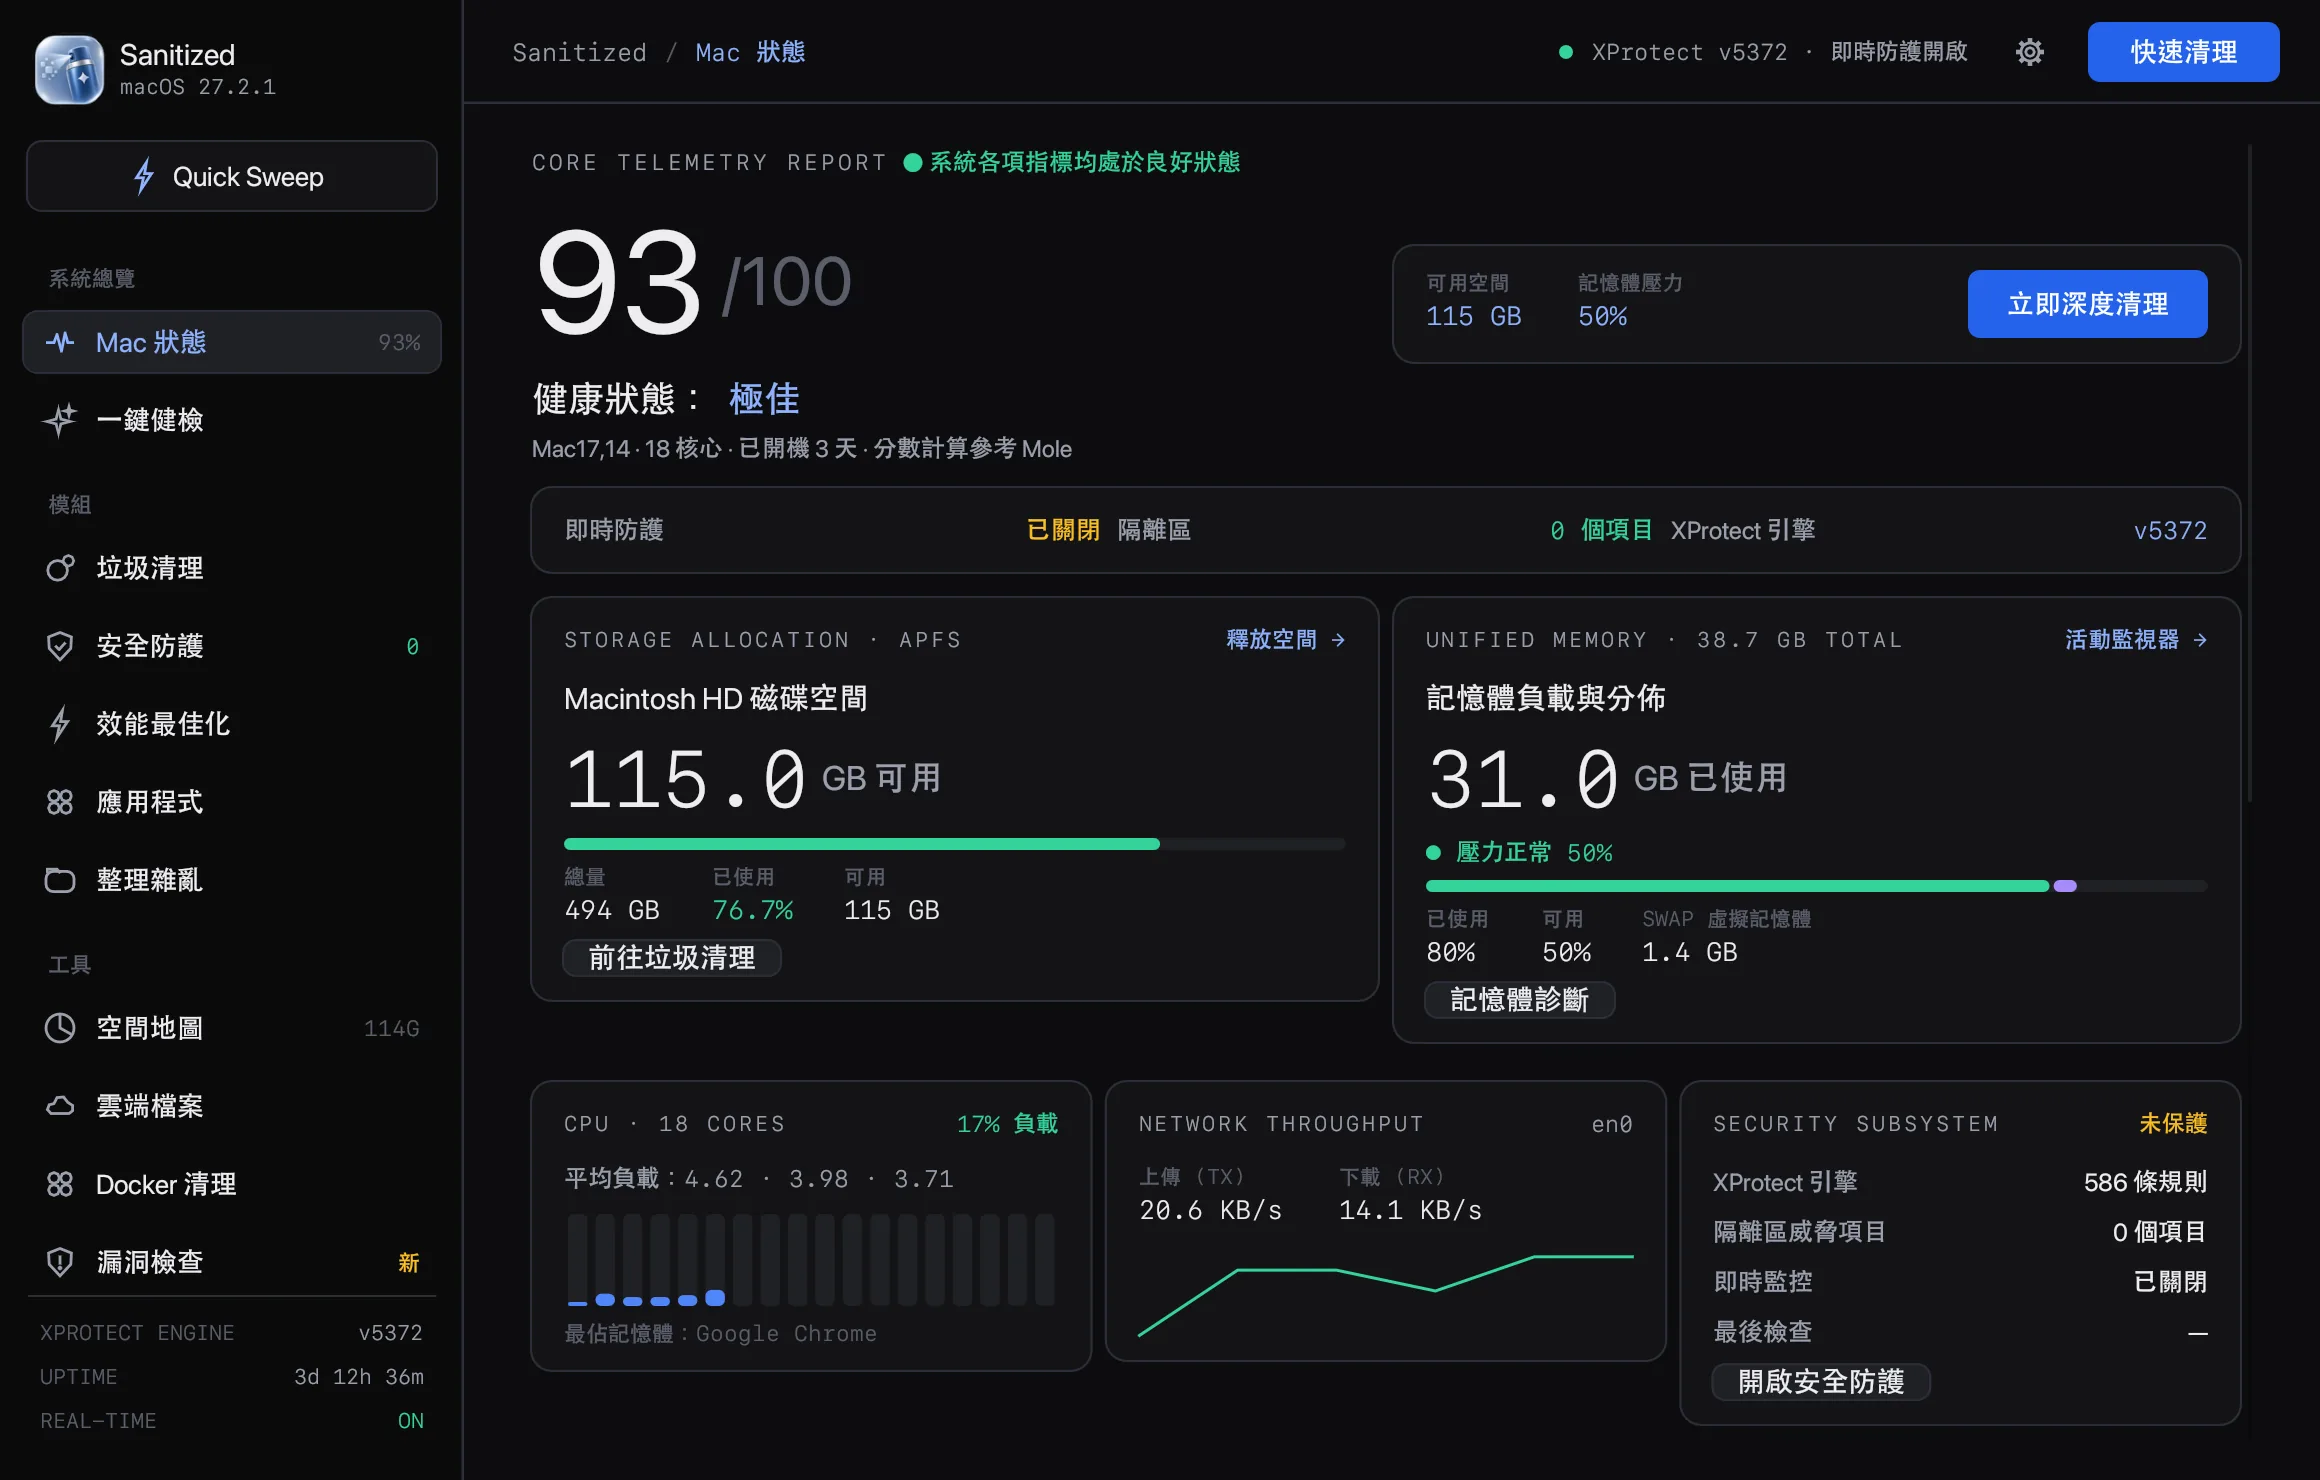 Sanitized
macOS 27.2.1
Quick Sweep
系統總覽
Mac 狀態 93%
一鍵健檢
模組
垃圾清理
安全防護 0
效能最佳化
應用程式
整理雜亂
工具
空間地圖 114G
雲端檔案
Docker 清理
漏洞檢查 新
XPROTECT ENGINE v5372
UPTIME 3d 12h 36m
REAL-TIME ON
Sanitized / Mac 狀態
XProtect v5372 · 即時防護開啟
快速清理
CORE TELEMETRY REPORT 系統各項指標均處於良好狀態
93 /100
健康狀態： 極佳
Mac17,14 · 18 核心 · 已開機 3 天 · 分數計算參考 Mole
可用空間 記憶體壓力
115 GB 50%
立即深度清理
即時防護 已關閉 隔離區 0 個項目 XProtect 引擎 v5372
STORAGE ALLOCATION · APFS 釋放空間 →
Macintosh HD 磁碟空間
115.0 GB 可用
總量 已使用 可用
494 GB 76.7% 115 GB
前往垃圾清理
UNIFIED MEMORY · 38.7 GB TOTAL 活動監視器 →
記憶體負載與分佈
31.0 GB 已使用
壓力正常 50%
已使用 可用 SWAP 虛擬記憶體
80% 50% 1.4 GB
記憶體診斷
CPU · 18 CORES 17% 負載
平均負載：4.62 · 3.98 · 3.71
最佔記憶體：Google Chrome
NETWORK THROUGHPUT en0
上傳 (TX) 下載 (RX)
20.6 KB/s 14.1 KB/s
SECURITY SUBSYSTEM 未保護
XProtect 引擎 586 條規則
隔離區威脅項目 0 個項目
即時監控 已關閉
最後檢查 —
開啟安全防護